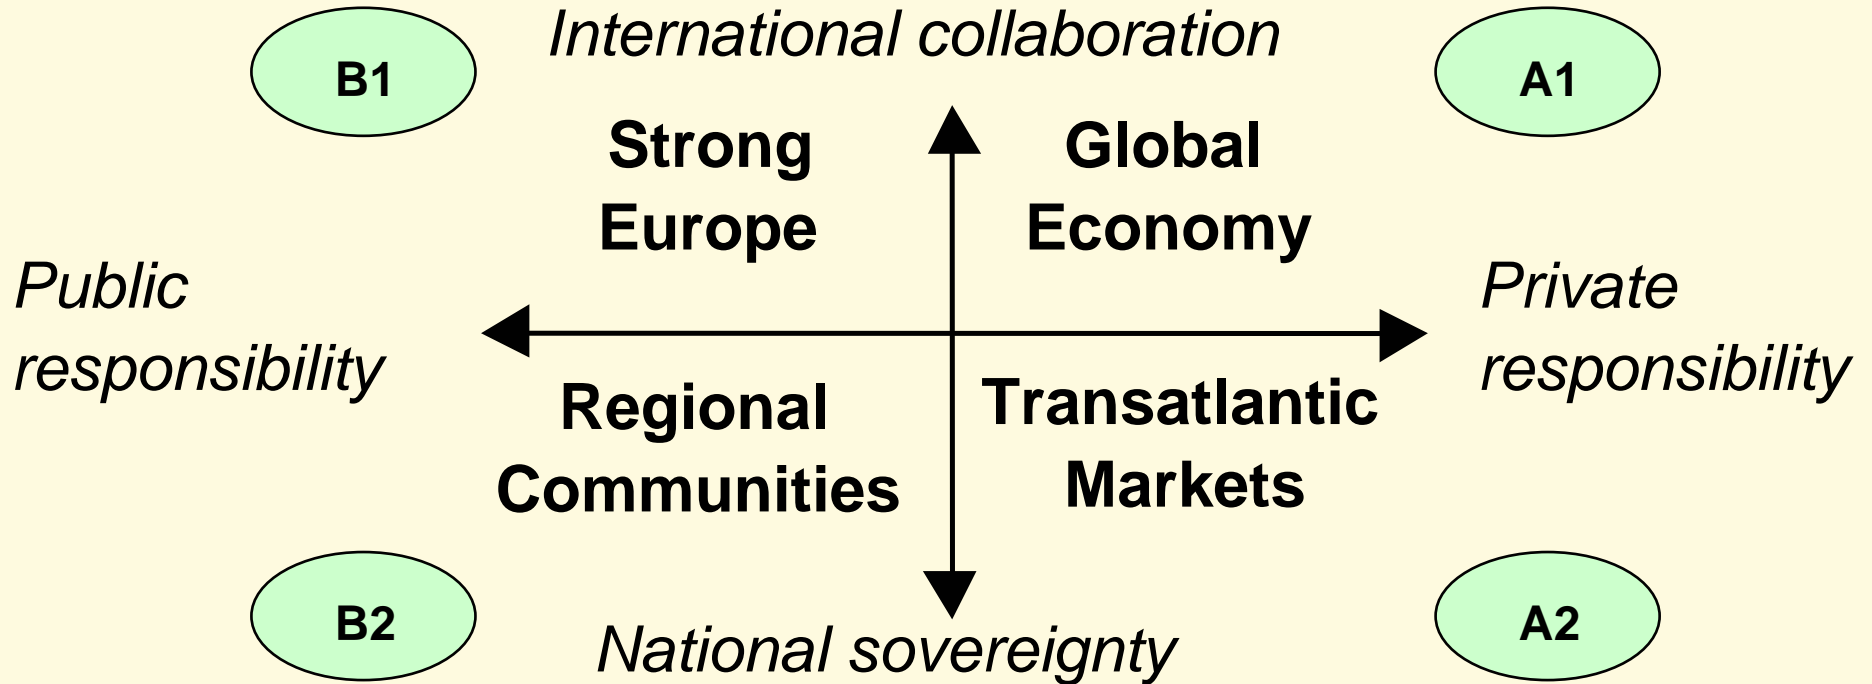 International collaboration
B1
A1
Strong
Europe
Global
Economy
Public
responsibility
Private
responsibility
Regional
Communities
Transatlantic
Markets
B2
A2
National sovereignty